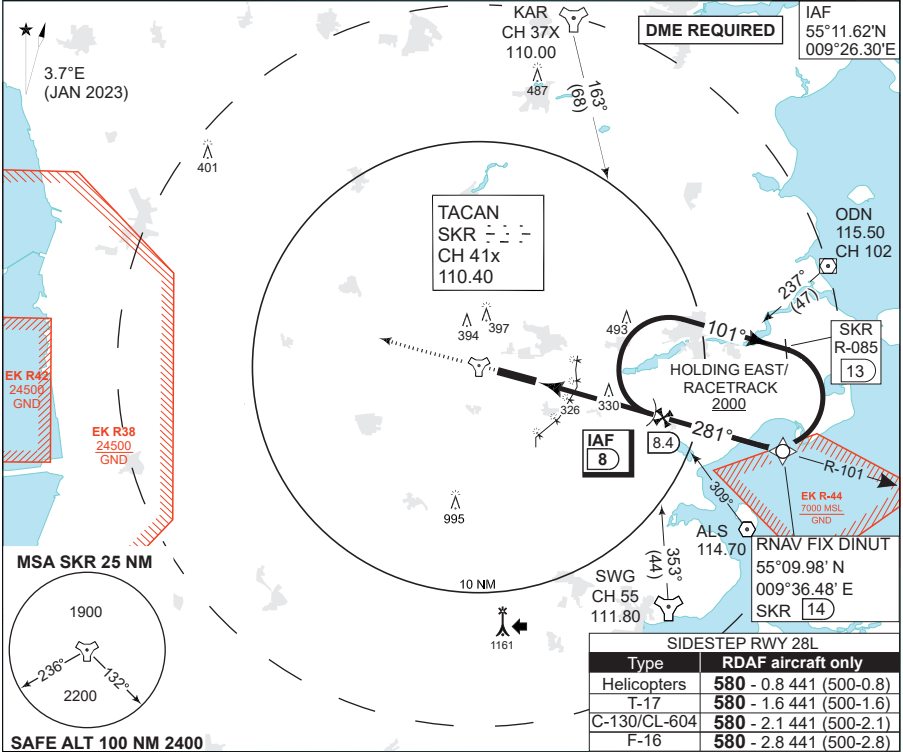 KAR
CH 37X
110.00
DME REQUIRED
IAF
55°11.62'N
009°26.30'E
3.7°E
(JAN 2023)
487
163°
(68)
401
TACAN
SKR
CH 41x
110.40
ODN
115.50
CH 102
237°
(47)
394
397
493
101°
SKR
R-085
13
HOLDING EAST/
RACETRACK
2000
EK R42
24500
GND
EK R38
24500
GND
326
330
IAF
8
8.4
281°
R-101
EK R-44
7000 MSL
GND
309°
995
ALS
114.70
RNAV FIX DINUT
55°09.98' N
009°36.48' E
SKR 14
353°
(44)
SWG
CH 55
111.80
10 NM
1161
MSA SKR 25 NM
1900
236°
132°
2200
SAFE ALT 100 NM 2400
SIDESTEP RWY 28L
Type RDAF aircraft only
Helicopters 580 - 0.8 441 (500-0.8)
T-17 580 - 1.6 441 (500-1.6)
C-130/CL-604 580 - 2.1 441 (500-2.1)
F-16 580 - 2.8 441 (500-2.8)